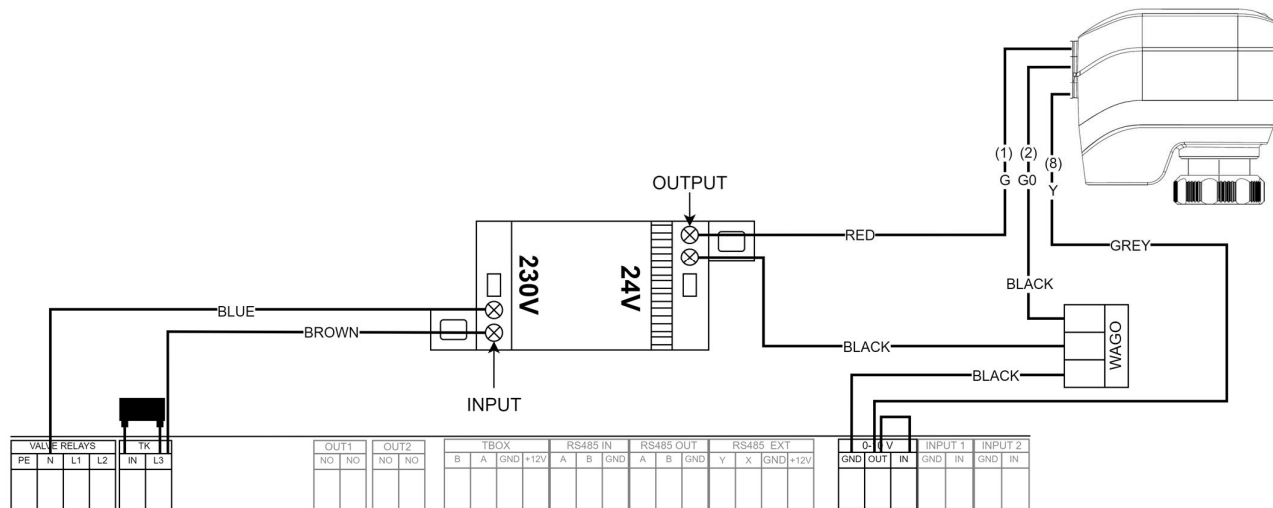 (1)
(2)
(8)
G
G0
Y
OUTPUT
RED
GREY
230V
24V
BLACK
BLUE
BROWN
BLACK
WAGO
BLACK
INPUT
VALVE RELAYS
TK
OUT1
OUT2
TBOX
RS485 IN
RS485 OUT
RS485 EXT
0-10 V
INPUT 1
INPUT 2
PE N L1 L2
IN L3
NO NO
NO NO
B A GND +12V
A B GND
A B GND
Y X GND +12V
GND OUT IN
GND IN
GND IN